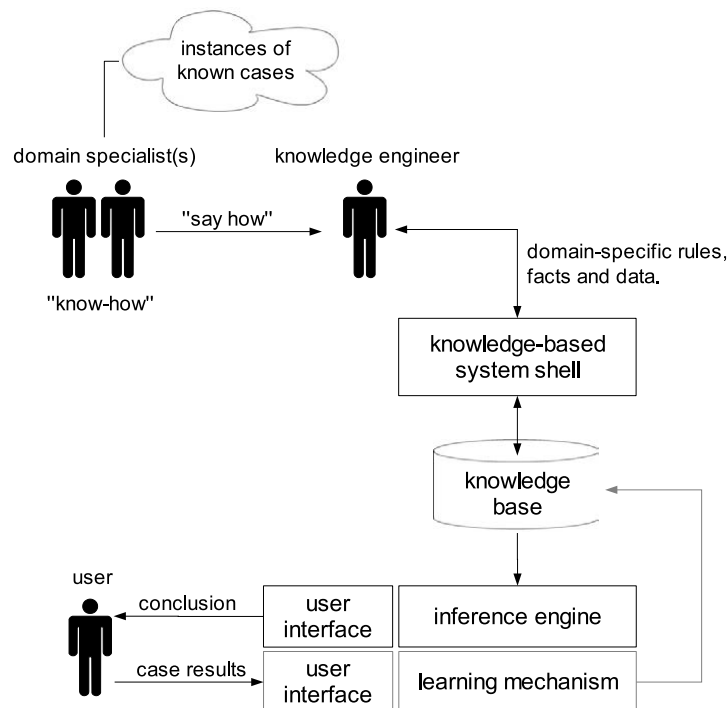 instances of
known cases
domain specialist(s)
knowledge engineer
"say how"
domain-specific rules,
facts and data.
"know-how"
knowledge-based
system shell
knowledge
base
user
conclusion
user
interface
inference engine
case results
user
interface
learning mechanism